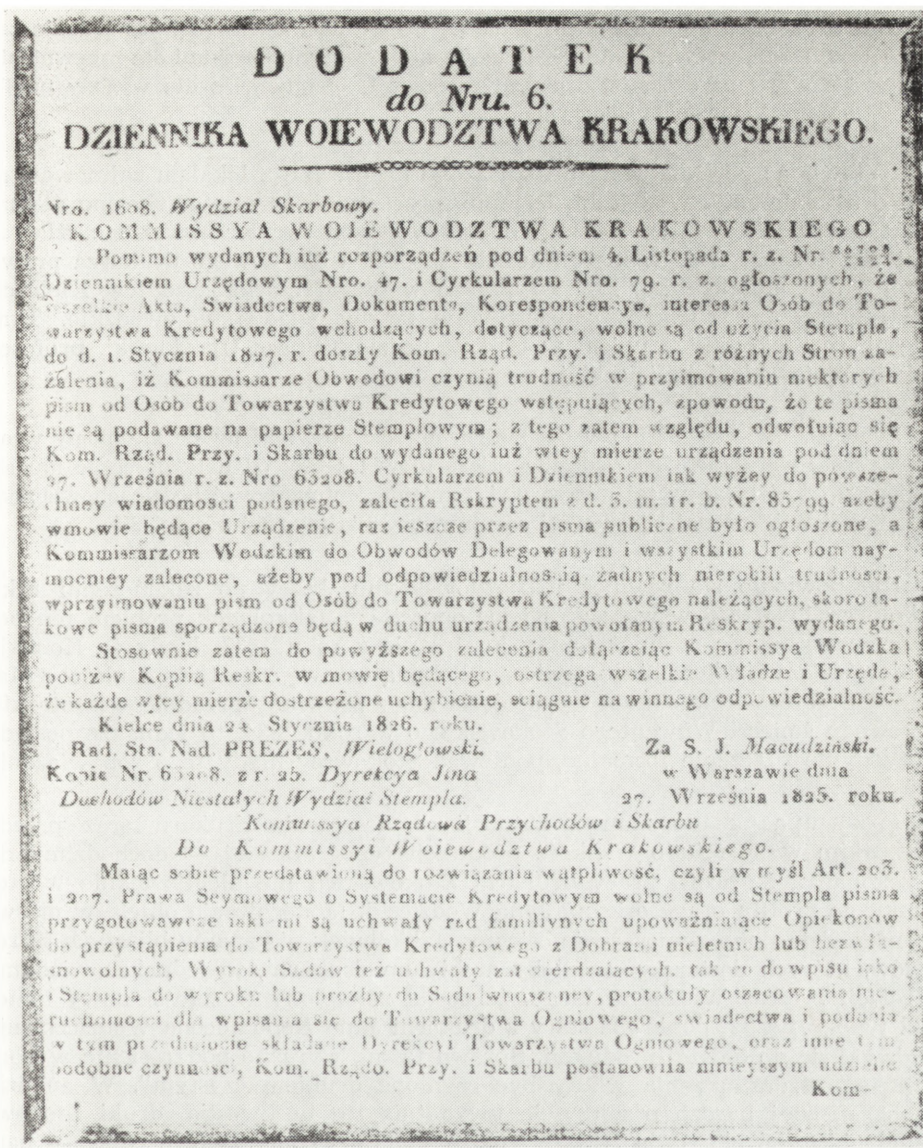 DODATEK
do Nru. 6.
DZIENNIKA WOIEWODZTWA KRAKOWSKIEGO.
Nro. 1608. Wydział Skarbowy.
KOMMISSYA WOIEWODZTWA KRAKOWSKIEGO
Pomimo wydanych iuż rozporządzeń pod dniem 4. Listopada r. z. Nr.
Dziennikiem Urzędowym Nro. 47. i Cyrkularzem Nro. 79. r. z. ogłoszonych, że
wszelkie Akta, Swiadectwa, Dokumenta, Korespondencye, interessa Osób do To-
warzystwa Kredytowego wchodzących, dotyczące, wolne są od użycia Stempla,
do d. 1. Stycznia 1827. r. doszły Kom. Rząd. Przy. i Skarbu z różnych Stron za-
żalenia, iż Kommissarze Obwodowi czynią trudność w przyimowaniu niektorych
pism od Osób do Towarzystwa Kredytowego wstępuiących, zpowodu, że te pisma
nie są podawane na papierze Stemplowym; z tego zatem względu, odwołuiąc się
Kom. Rząd. Przy. i Skarbu do wydanego iuż wtey mierze urządzenia pod dniem
27. Września r. z. Nro 63208. Cyrkularzem i Dziennikiem iak wyżey do powsze-
chney wiadomości podanego, zaleciła Rskryptem z d. 3. m. i r. b. Nr. 85799 ażeby
wmowie będące Urządzenie, raz ieszcze przez pisma publiczne było ogłoszone, a
Kommissarzom Wodzkim do Obwodów Delegowanym i wszystkim Urzędom nay-
mocniey zalecone, ażeby pod odpowiedzialnością żadnych nierobili trudności,
wprzyimowaniu pism od Osób do Towarzystwa Kredytowego należących, skoro ta-
kowe pisma sporządzone będą w duchu urządzenia powołanym Reskryp. wydanego.
Stosownie zatem do powyższego zalecenia dołączaiąc Kommissya Wodzka
poniżey Kopiią Reskr. w mowie będącego, ostrzega wszelkie Władze i Urzęda,
że każde wtey mierze dostrzeżone uchybienie, sciągnie na winnego odpowiedzialność.
Kielce dnia 24 Stycznia 1826. roku.
Rad. Sta. Nad. PREZES, Wielogłowski. Za S. J. Macudziński.
Kopia Nr. 63208. z r. 25. Dyrekcya Jlna w Warszawie dnia
Dochodów Niestałych Wydział Stempla. 27. Września 1825. roku.
Kommissya Rządowa Przychodów i Skarbu
Do Kommissyi Woiewodztwa Krakowskiego.
Maiąc sobie przedstawioną do rozwiązania wątpliwość, czyli w myśl Art. 203.
i 207. Prawa Seymowego o Systemacie Kredytowym wolne są od Stempla pisma
przygotowawcze iaki mi są uchwały rad familiynych upoważniaiące Opiekunów
do przystąpienia do Towarzystwa Kredytowego z Dobrami nieletnich lub bezwła-
snowolnych, Wyroki Sadów też uchwały zatwierdzaiących. tak co do wpisu iako
i Stempla do wyroku lub prozby do Sadu wnoszoney, protokuły oszacowania nie-
ruchomości dla wpisania się do Towarzystwa Ogniowego, swiadectwa i podania
w tym przedmiocie składane Dyrekcyi Towarzystwa Ogniowego, oraz inne tym
podobne czynności, Kom. Rządo. Przy. i Skarbu postanowiła ninieyszym udzielić
Kom-